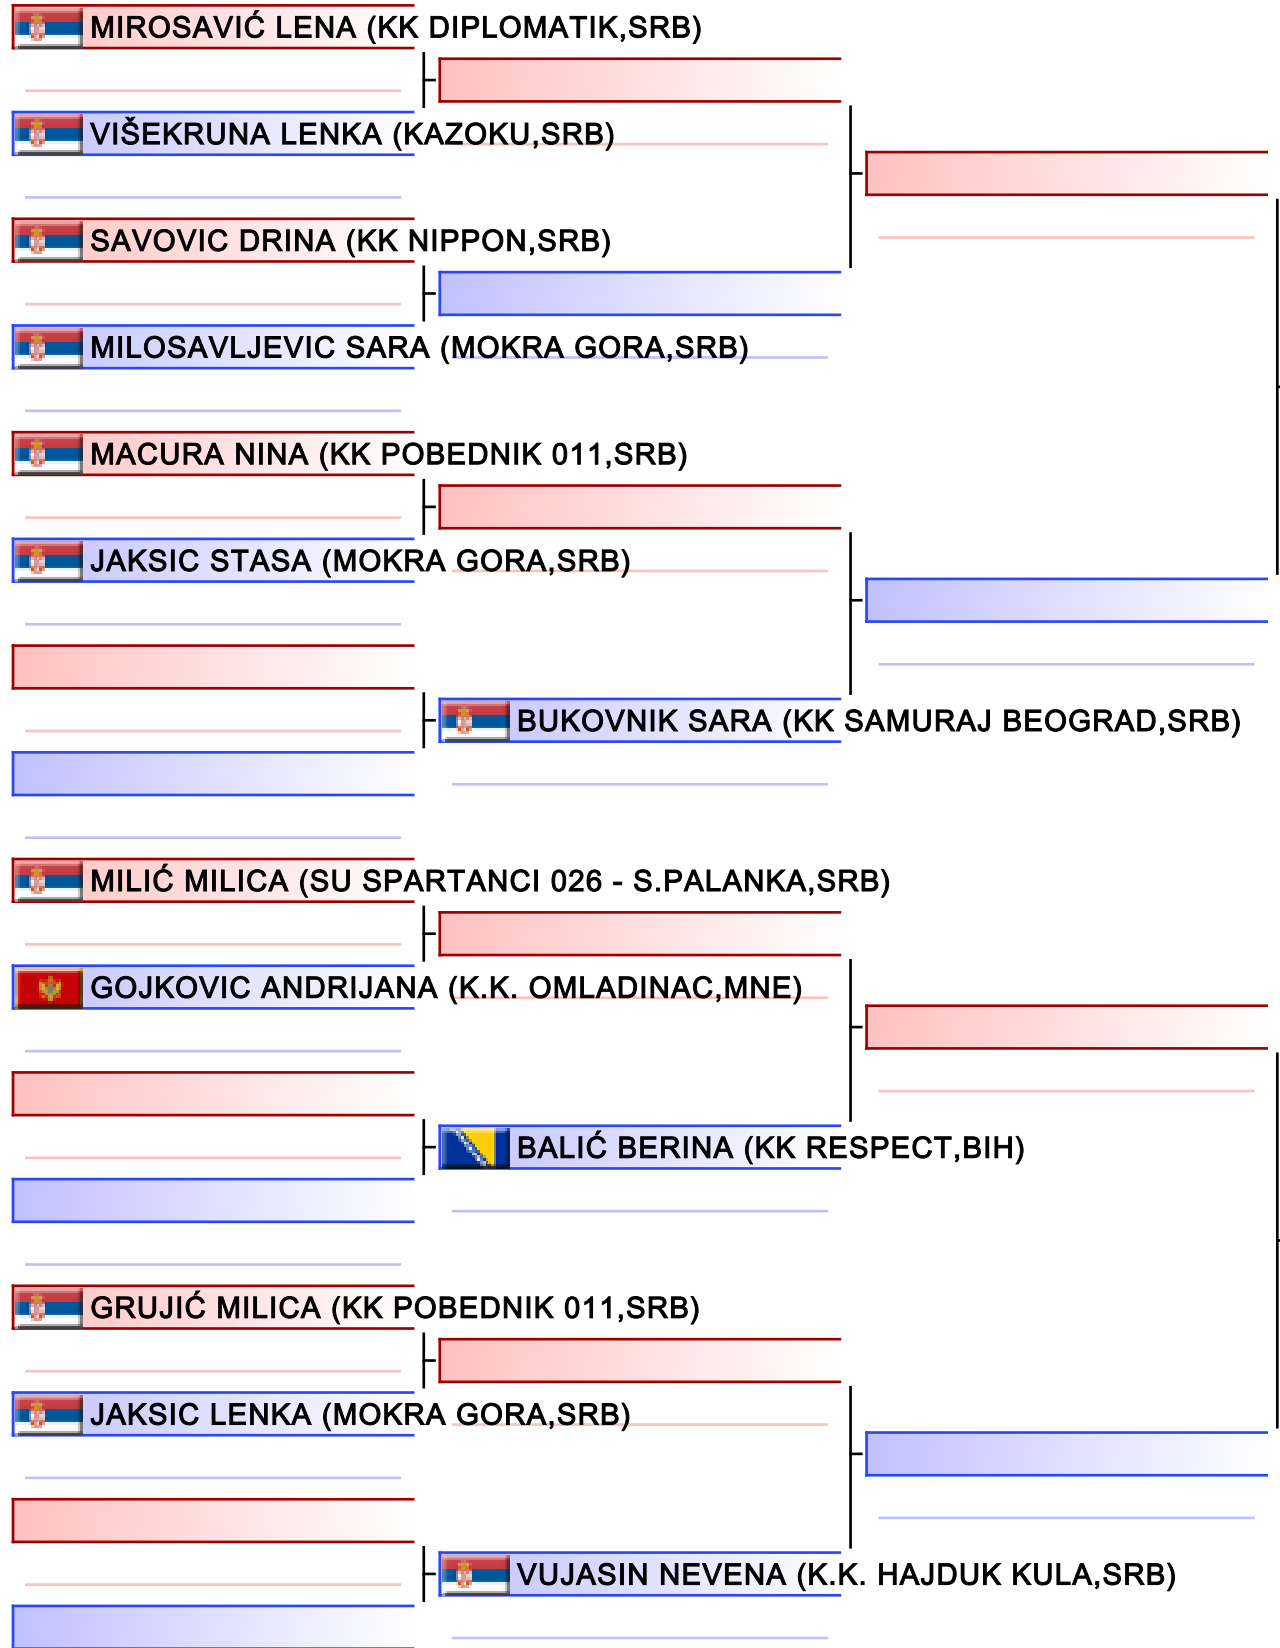 MIROSAVIĆ LENA (KK DIPLOMATIK,SRB)
VIŠEKRUNA LENKA (KAZOKU,SRB)
SAVOVIC DRINA (KK NIPPON,SRB)
MILOSAVLJEVIC SARA (MOKRA GORA,SRB)
MACURA NINA (KK POBEDNIK 011,SRB)
JAKSIC STASA (MOKRA GORA,SRB)
BUKOVNIK SARA (KK SAMURAJ BEOGRAD,SRB)
MILIĆ MILICA (SU SPARTANCI 026 - S.PALANKA,SRB)
GOJKOVIC ANDRIJANA (K.K. OMLADINAC,MNE)
BALIĆ BERINA (KK RESPECT,BIH)
GRUJIĆ MILICA (KK POBEDNIK 011,SRB)
JAKSIC LENKA (MOKRA GORA,SRB)
VUJASIN NEVENA (K.K. HAJDUK KULA,SRB)